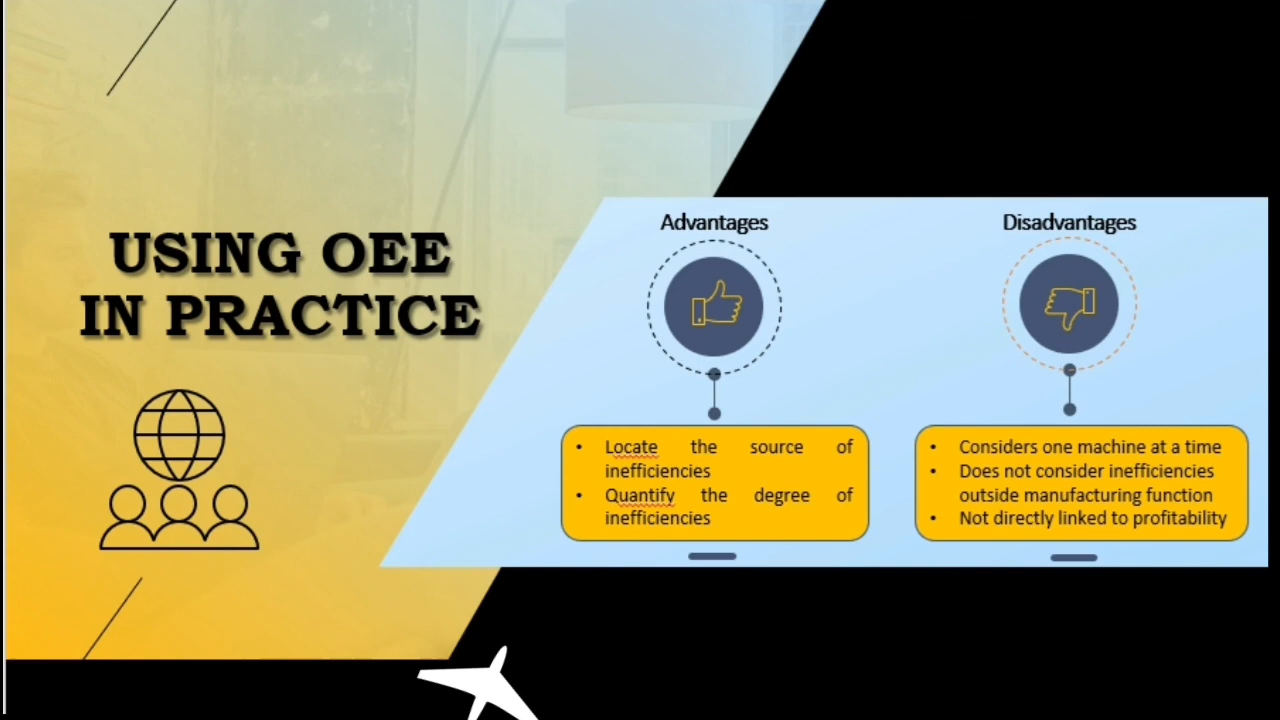 USING OEE
IN PRACTICE
Advantages
• Locate the source of
inefficiencies
• Quantify the degree of
inefficiencies
Disadvantages
• Considers one machine at a time
• Does not consider inefficiencies
outside manufacturing function
• Not directly linked to profitability